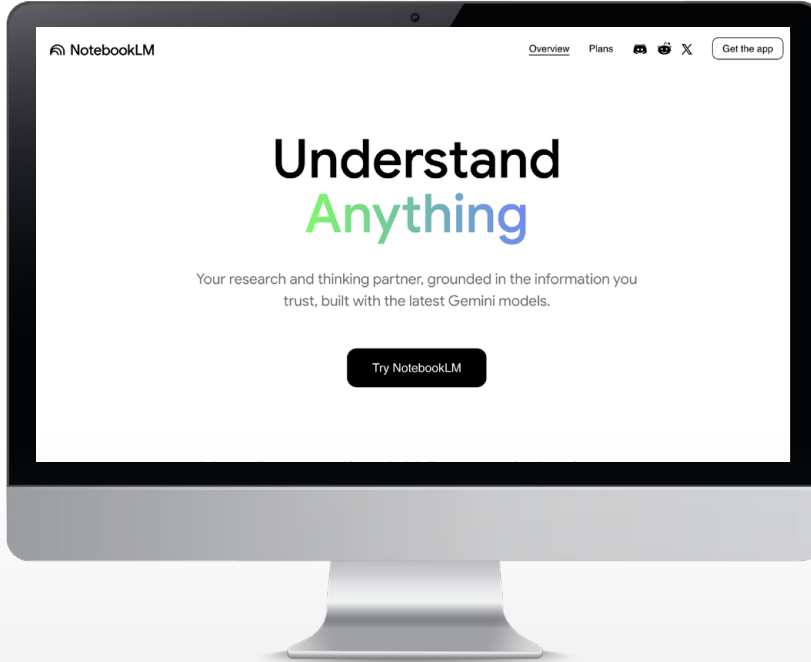 NotebookLM
Overview Plans Get the app
Understand
Anything
Your research and thinking partner, grounded in the information you
trust, built with the latest Gemini models.
Try NotebookLM